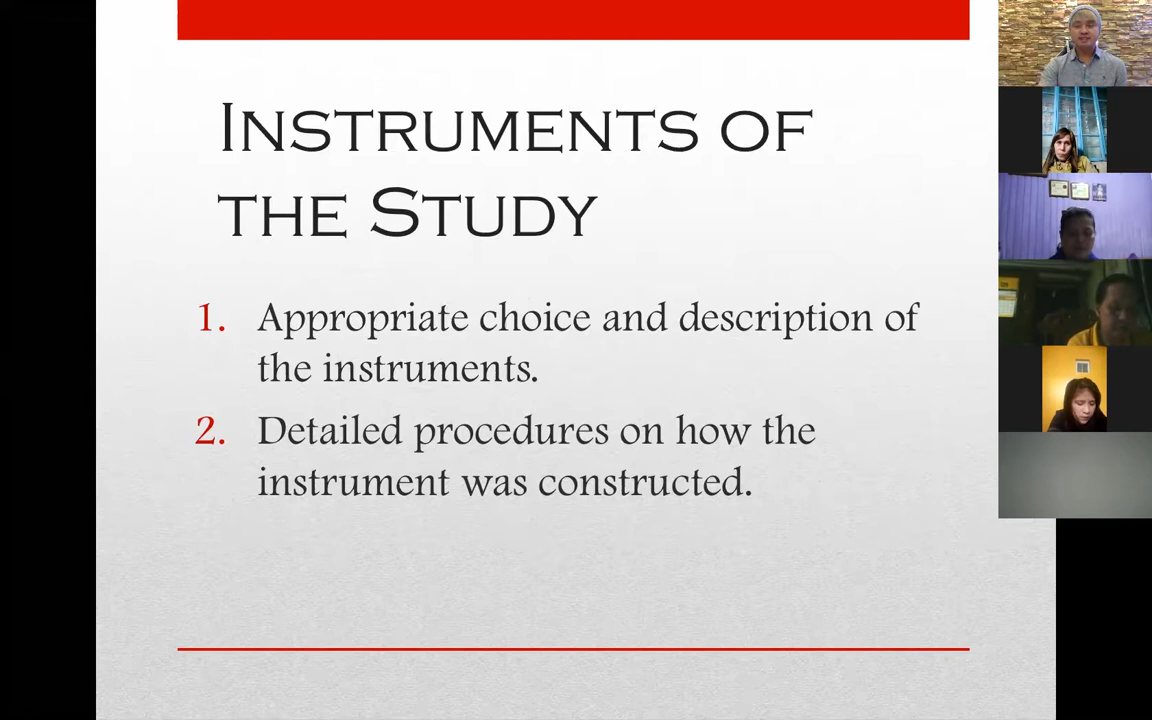 INSTRUMENTS OF
THE STUDY
1. Appropriate choice and description of
the instruments.
2. Detailed procedures on how the
instrument was constructed.